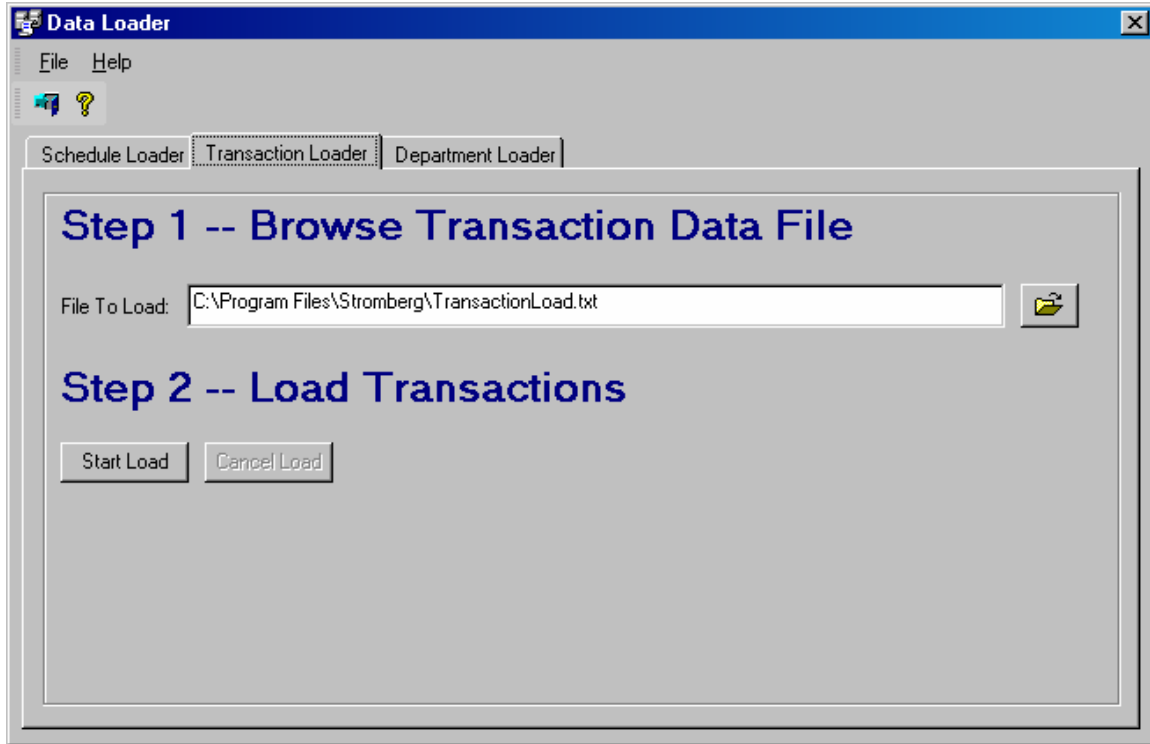 Data Loader
File Help
Schedule Loader Transaction Loader Department Loader
Step 1 -- Browse Transaction Data File
File To Load: C:\Program Files\Stromberg\TransactionLoad.txt
Step 2 -- Load Transactions
Start Load Cancel Load